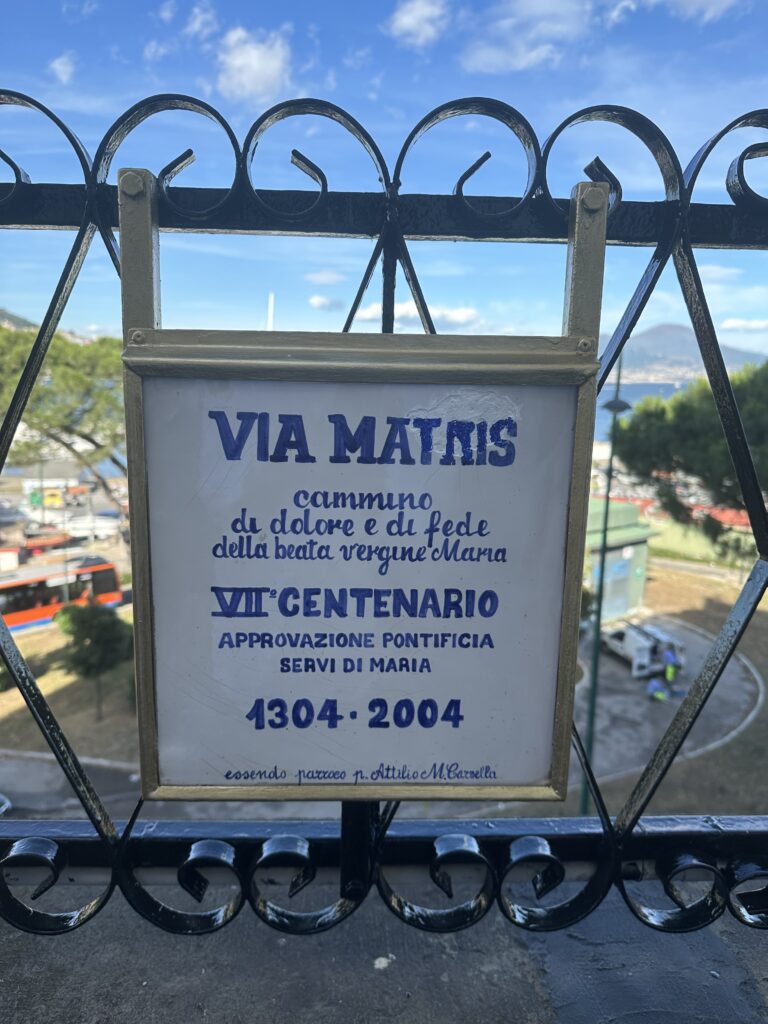 VIA MATRIS
cammino
di dolore e di fede
della beata vergine Maria
VII° CENTENARIO
APPROVAZIONE PONTIFICIA
SERVI DI MARIA
1304 · 2004
essendo parroco p. Attilio M. Carpella